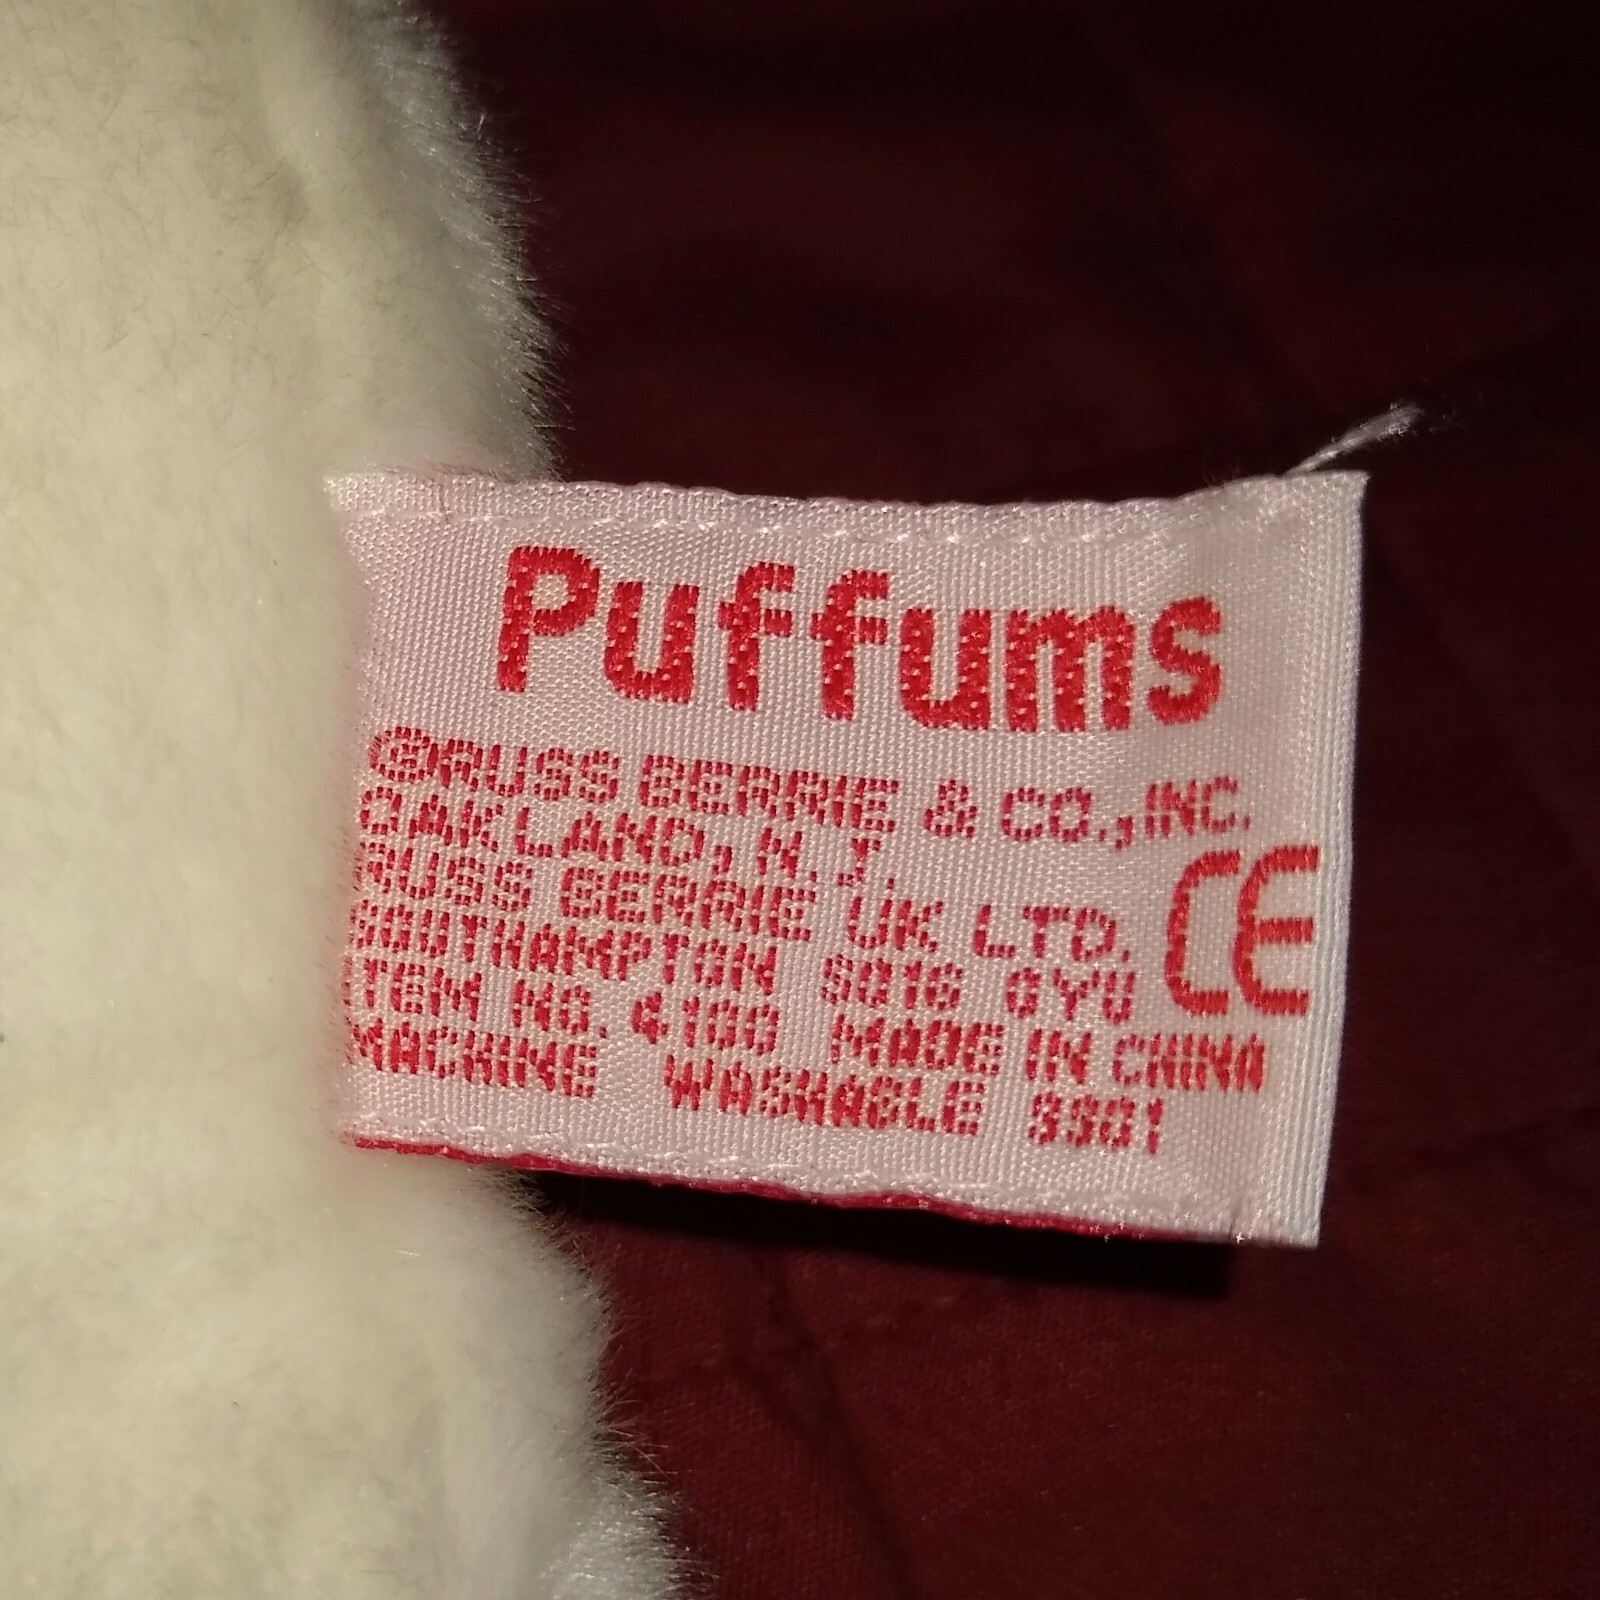 Puffums
©RUSS BERRIE & CO., INC.
OAKLAND, N.J.
RUSS BERRIE UK LTD.
SOUTHAMPTON SO16 0YU
ITEM NO. 4100 MADE IN CHINA
MACHINE WASHABLE
CE